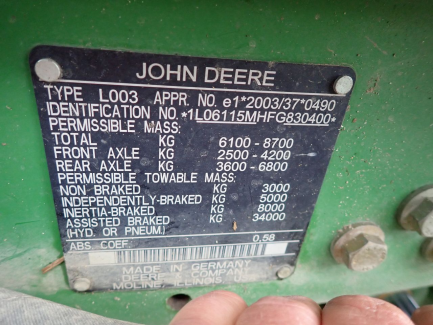 JOHN DEERE
TYPE L003 APPR. NO. e1*2003/37*0490
IDENTIFICATION NO. *1L06115MHFG830400*
PERMISSIBLE MASS:
TOTAL KG 6100 - 8700
FRONT AXLE KG 2500 - 4200
REAR AXLE KG 3600 - 6800
PERMISSIBLE TOWABLE MASS:
NON BRAKED KG 3000
INDEPENDENTLY-BRAKED KG 5000
INERTIA-BRAKED KG 8000
ASSISTED BRAKED KG 34000
(HYD. OR PNEUM.)
ABS. COEF. 0.58
MADE IN GERMANY
DEERE COMPANY
MOLINE, ILLINOIS,